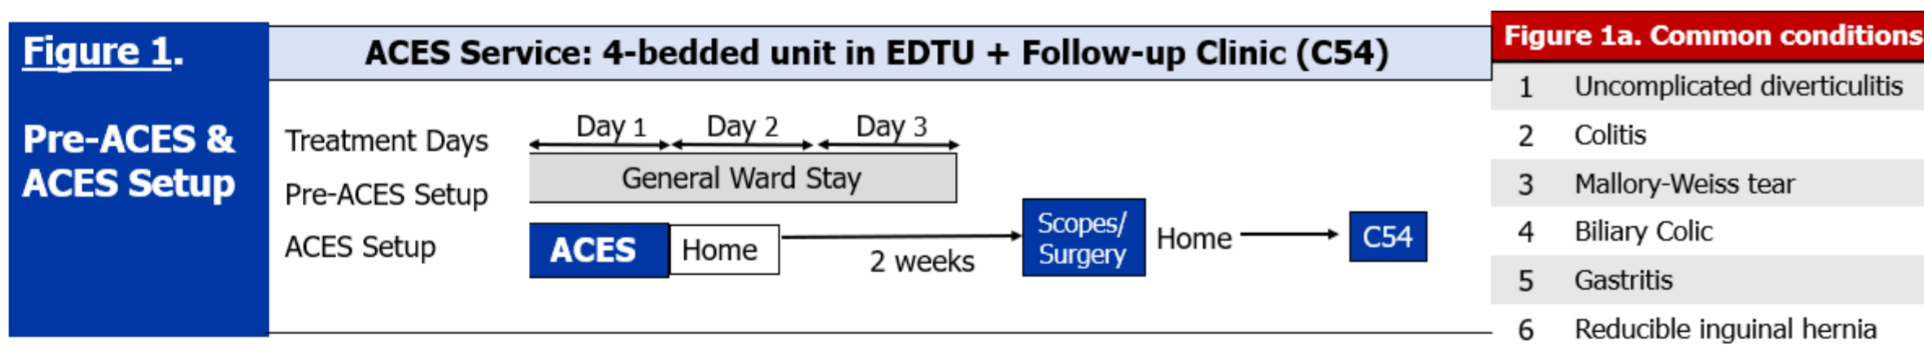 Figure 1.
Pre-ACES &
ACES Setup
ACES Service: 4-bedded unit in EDTU + Follow-up Clinic (C54)
Treatment Days
Day 1
Day 2
Day 3
Pre-ACES Setup
General Ward Stay
ACES Setup
ACES
Home
2 weeks
Scopes/
Surgery
Home
C54
Figure 1a. Common conditions
1 Uncomplicated diverticulitis
2 Colitis
3 Mallory-Weiss tear
4 Biliary Colic
5 Gastritis
6 Reducible inguinal hernia